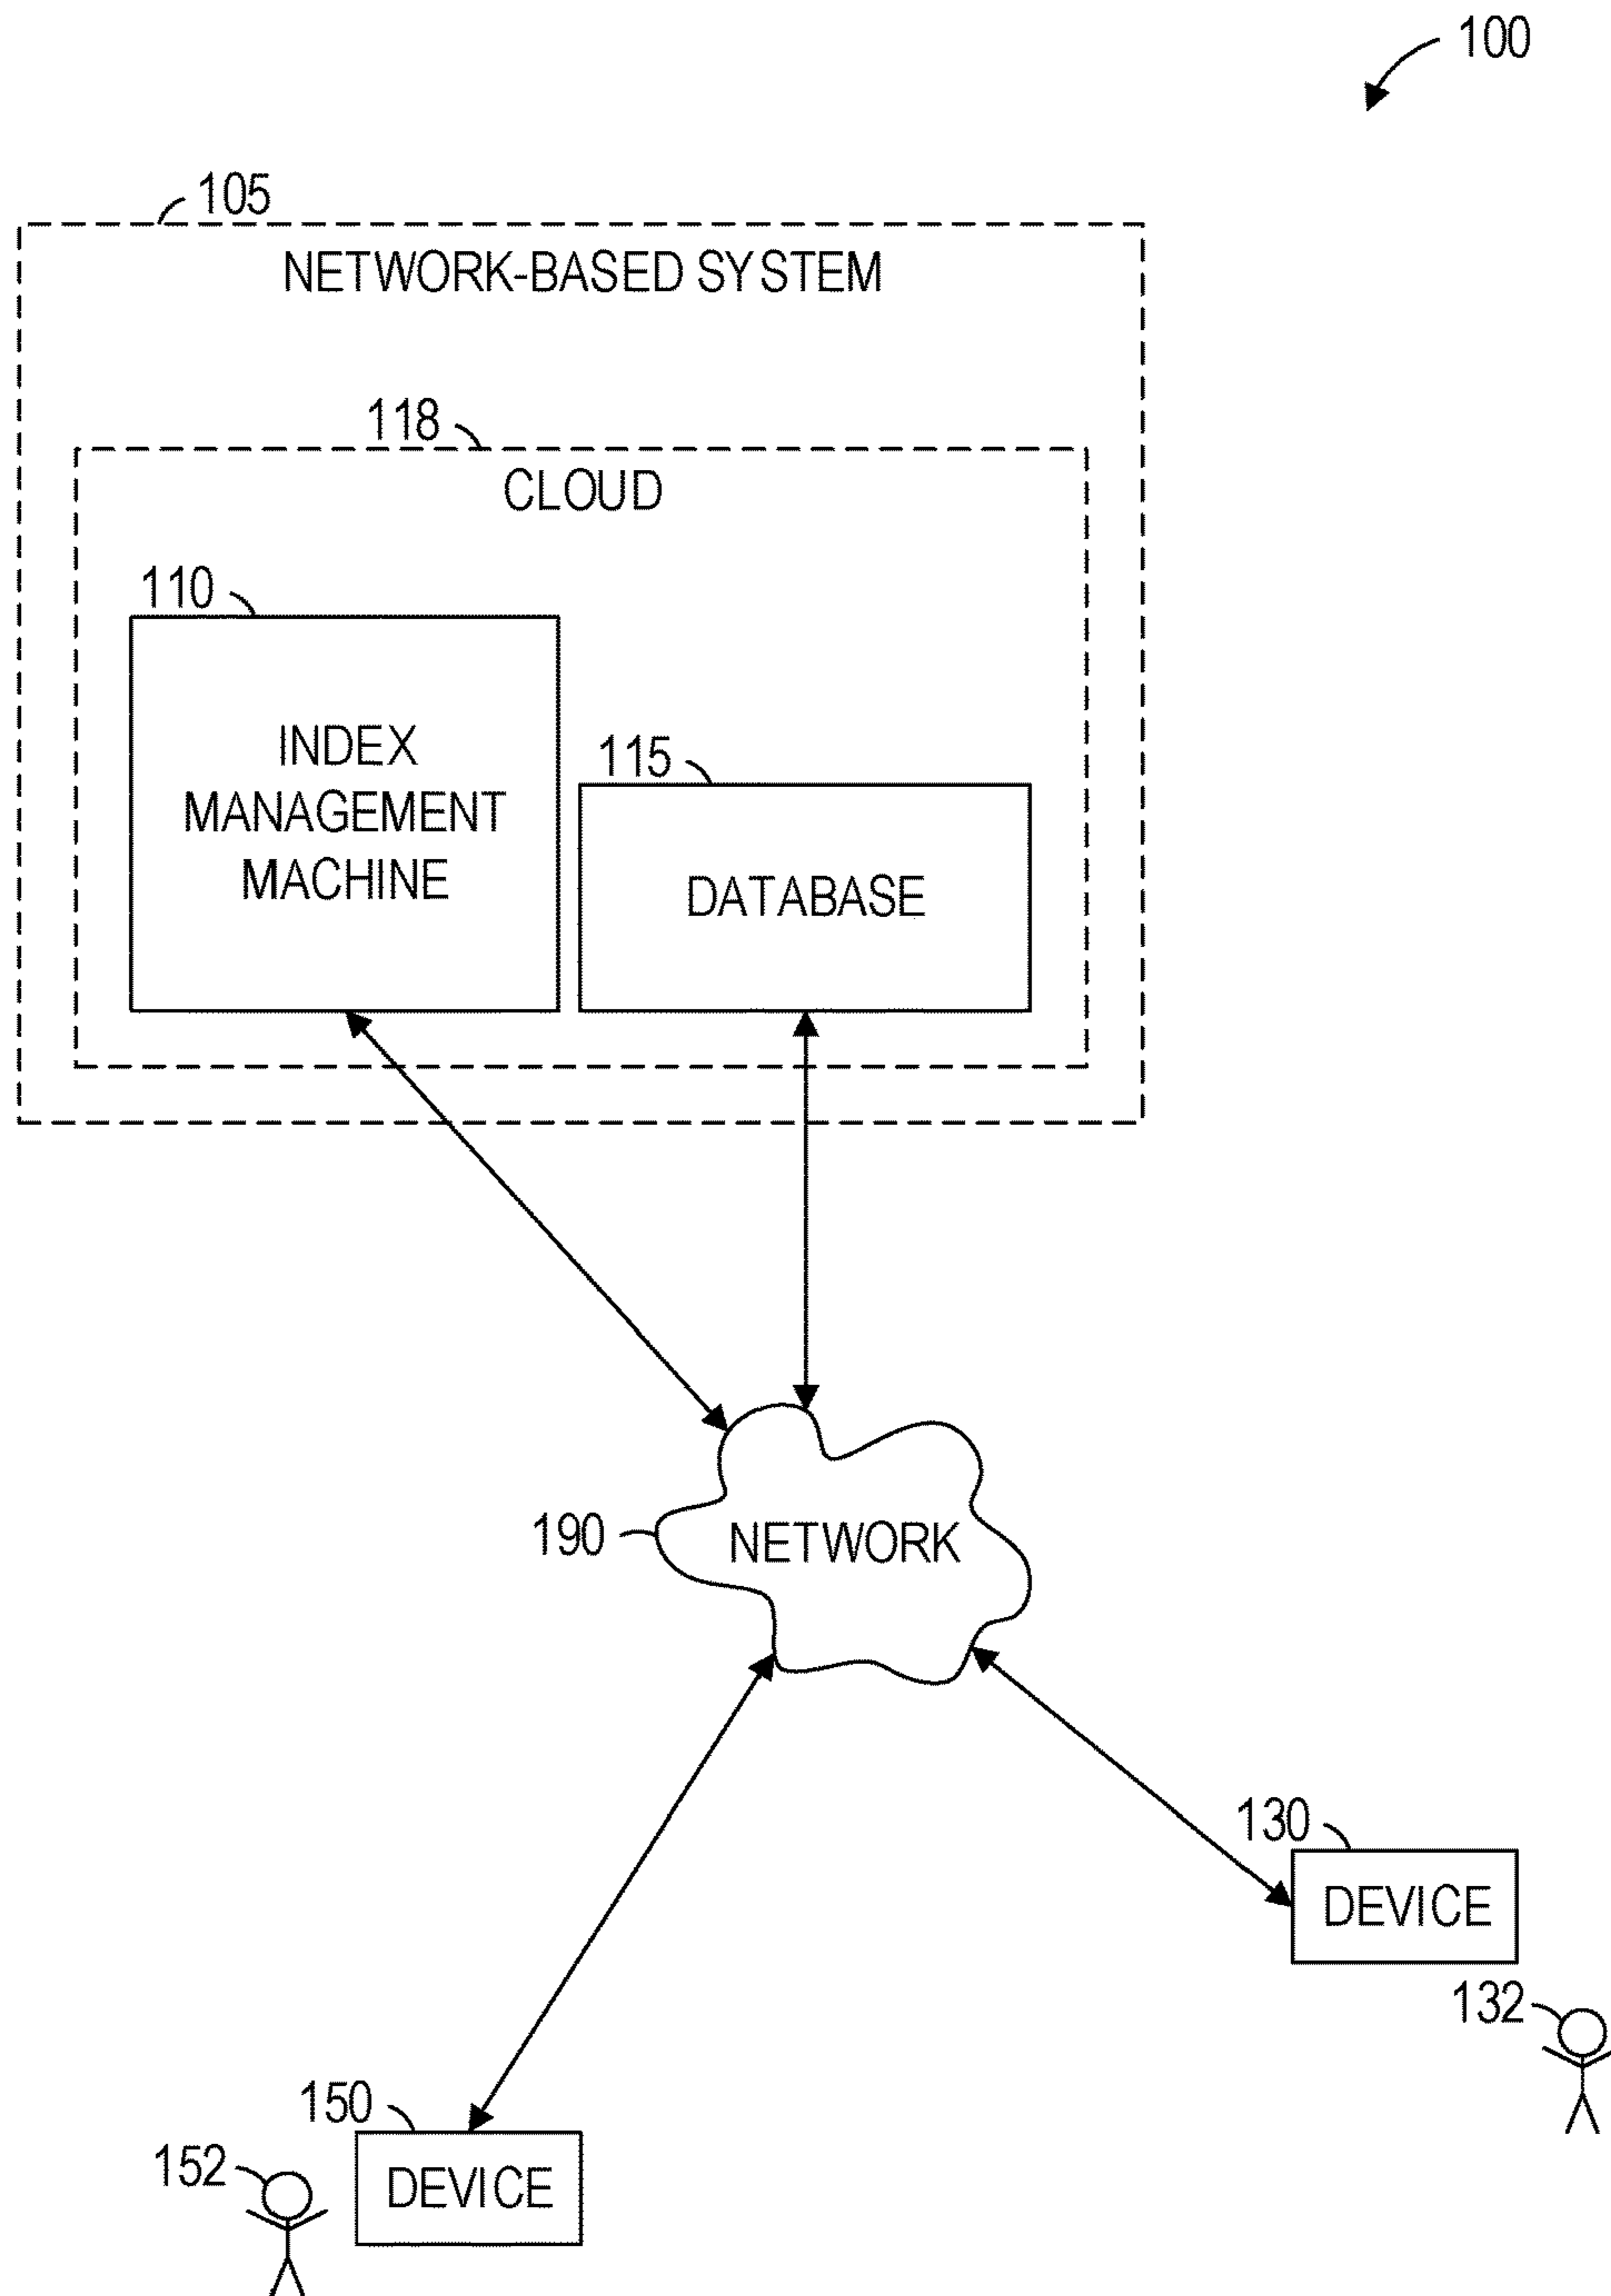 100
105
NETWORK-BASED SYSTEM
118
CLOUD
110
INDEX
MANAGEMENT
MACHINE
115
DATABASE
190
NETWORK
130
DEVICE
132
150
DEVICE
152